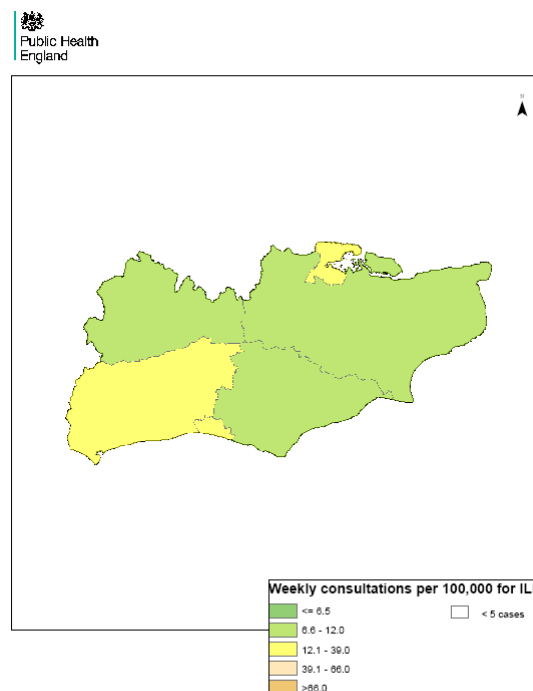 Public Health
England
N
Weekly consultations per 100,000 for ILI
<= 6.5
< 5 cases
6.6 - 12.0
12.1 - 39.0
39.1 - 66.0
>66.0